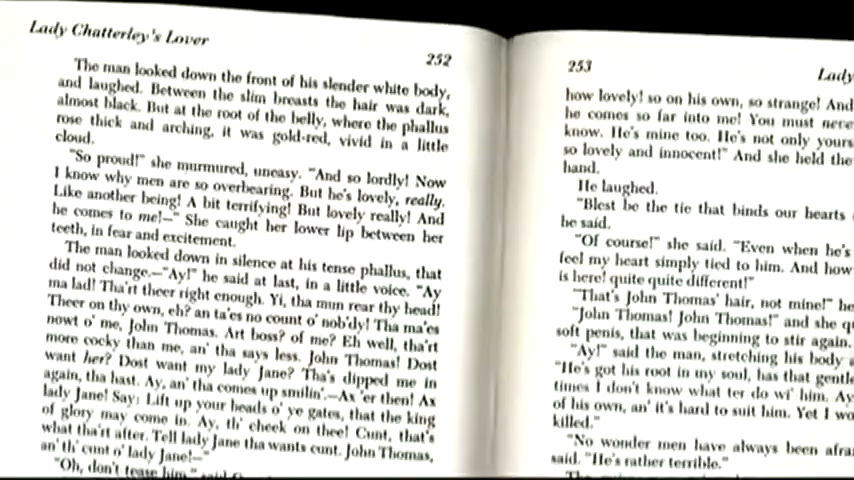 Lady Chatterley's Lover
252
The man looked down the front of his slender white body,
and laughed. Between the slim breasts the hair was dark,
almost black. But at the root of the belly, where the phallus
rose thick and arching, it was gold-red, vivid in a little
cloud.
"So proud!" she murmured, uneasy. "And so lordly! Now
I know why men are so overbearing. But he's lovely, really.
Like another being! A bit terrifying! But lovely really! And
he comes to me!—" She caught her lower lip between her
teeth, in fear and excitement.
The man looked down in silence at his tense phallus, that
did not change.—"Ay!" he said at last, in a little voice. "Ay
ma lad! Tha'rt theer right enough. Yi, tha mun rear thy head!
Theer on thy own, eh? an ta'es no count o' nob'dy! Tha ma'es
nowt o' me, John Thomas. Art boss? of me? Eh well, tha'rt
more cocky than me, an' tha says less. John Thomas! Dost
want her? Dost want my lady Jane? Tha's dipped me in
again, tha hast. Ay, an' tha comes up smilin'.—Ax 'er then! Ax
lady Jane! Say: Lift up your heads o' ye gates, that the king
of glory may come in. Ay, th' cheek on thee! Cunt, that's
what tha'rt after. Tell lady Jane tha wants cunt. John Thomas,
an' th' cunt o' lady Jane!—"
"Oh, don't tease him," said
253
Lady
how lovely! so on his own, so strange! And
he comes so far into me! You must neve
know. He's mine too. He's not only yours
so lovely and innocent!" And she held the
hand.
He laughed.
"Blest be the tie that binds our hearts
he said.
"Of course!" she said. "Even when he's
feel my heart simply tied to him. And how
is here! quite quite different!"
"That's John Thomas' hair, not mine!" he
"John Thomas! John Thomas!" and she q
soft penis, that was beginning to stir again.
"Ay!" said the man, stretching his body a
"He's got his root in my soul, has that gentle
times I don't know what ter do wi' him. Ay
of his own, an' it's hard to suit him. Yet I wo
killed."
"No wonder men have always been afra
said. "He's rather terrible."